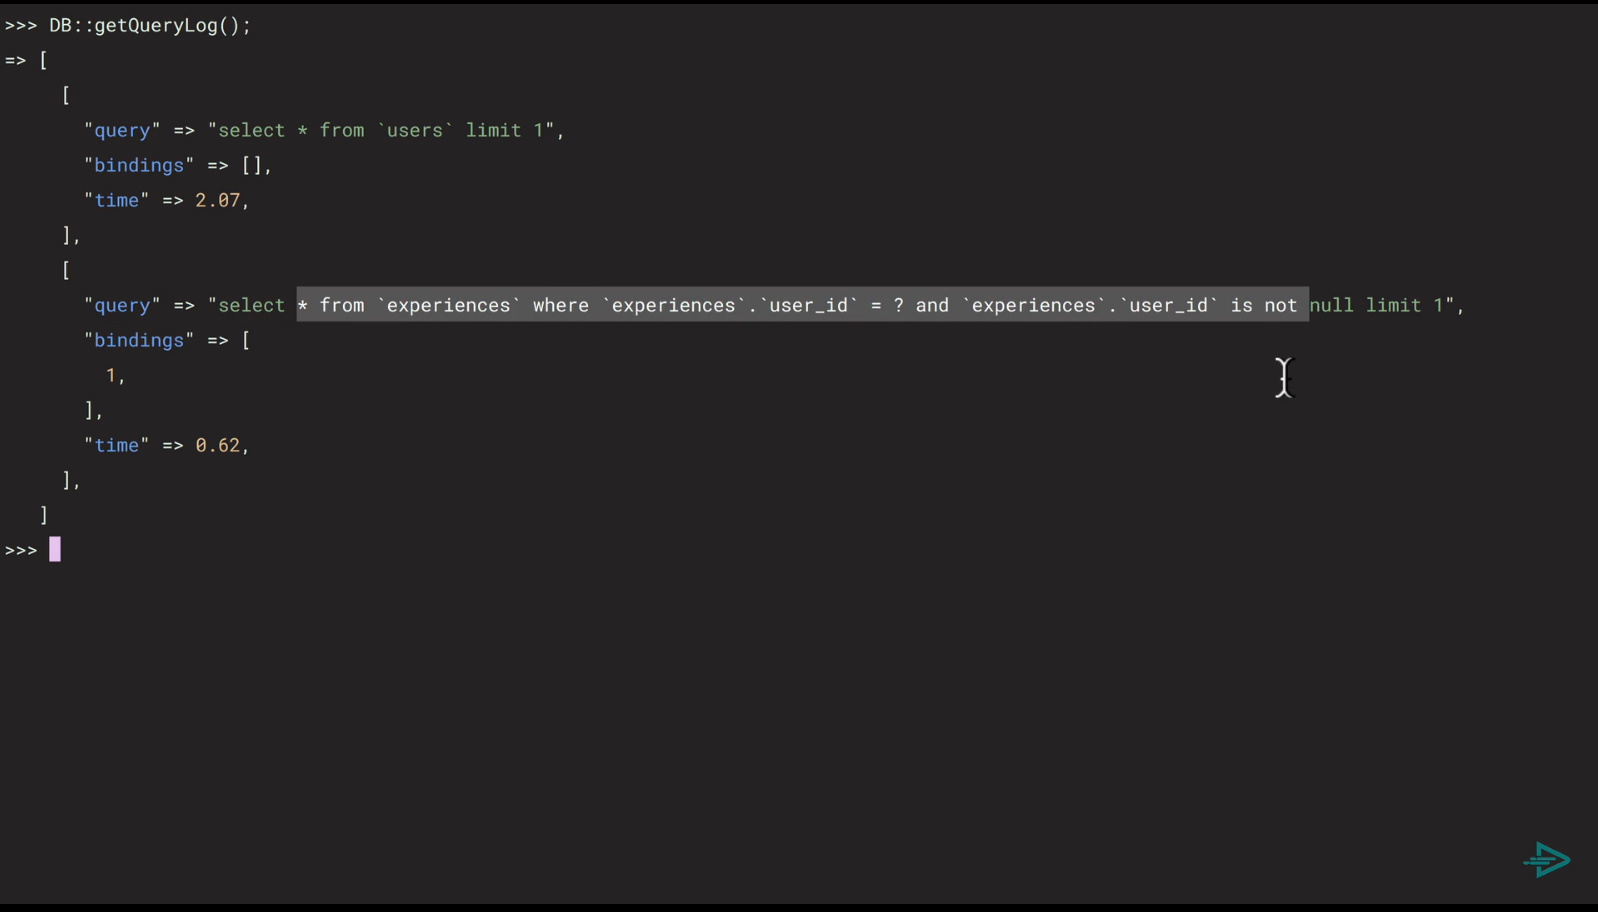 >>> DB::getQueryLog();
=> [
[
"query" => "select * from `users` limit 1",
"bindings" => [],
"time" => 2.07,
],
[
"query" => "select * from `experiences` where `experiences`.`user_id` = ? and `experiences`.`user_id` is not null limit 1",
"bindings" => [
1,
],
"time" => 0.62,
],
]
>>>